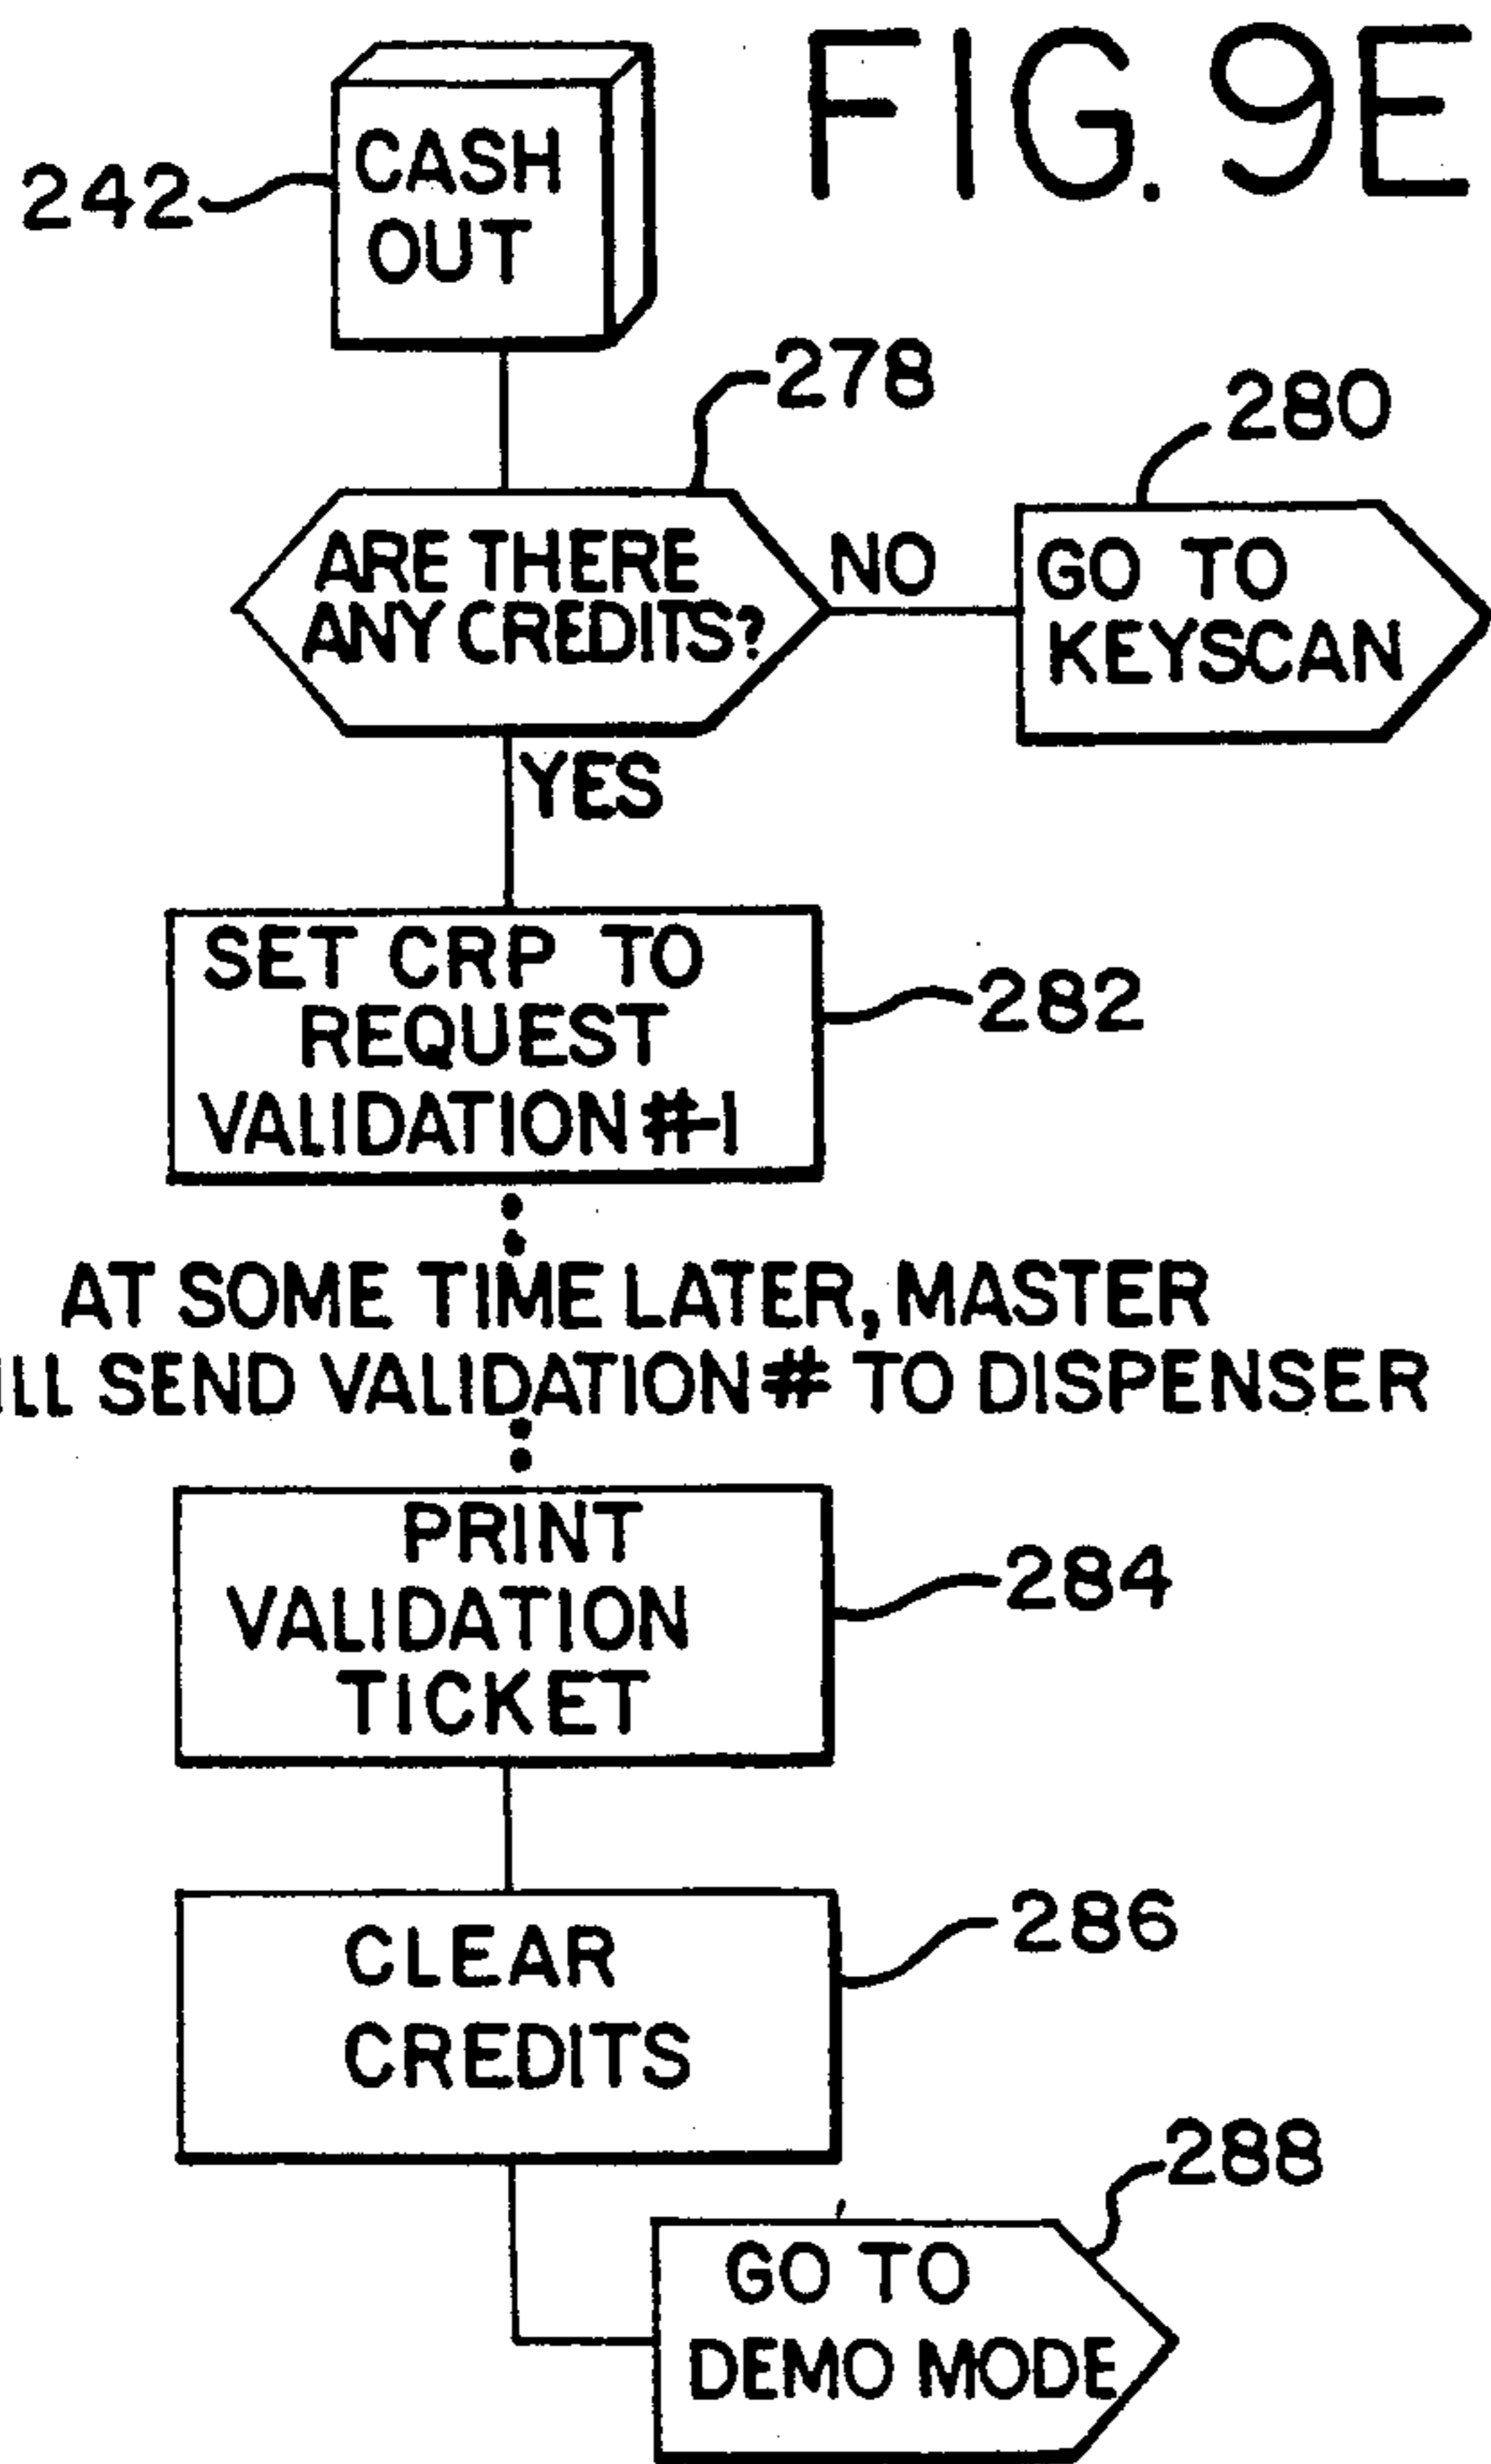 FIG. 9E
242
CASH
OUT
278
280
ARE THERE
ANY CREDITS?
NO
GO TO
KEYSCAN
YES
SET CRP TO
REQUEST
VALIDATION #-1
282
AT SOME TIME LATER, MASTER
SEND VALIDATION # TO DISPENSER
PRINT
VALIDATION
TICKET
284
CLEAR
CREDITS
286
288
GO TO
DEMO MODE